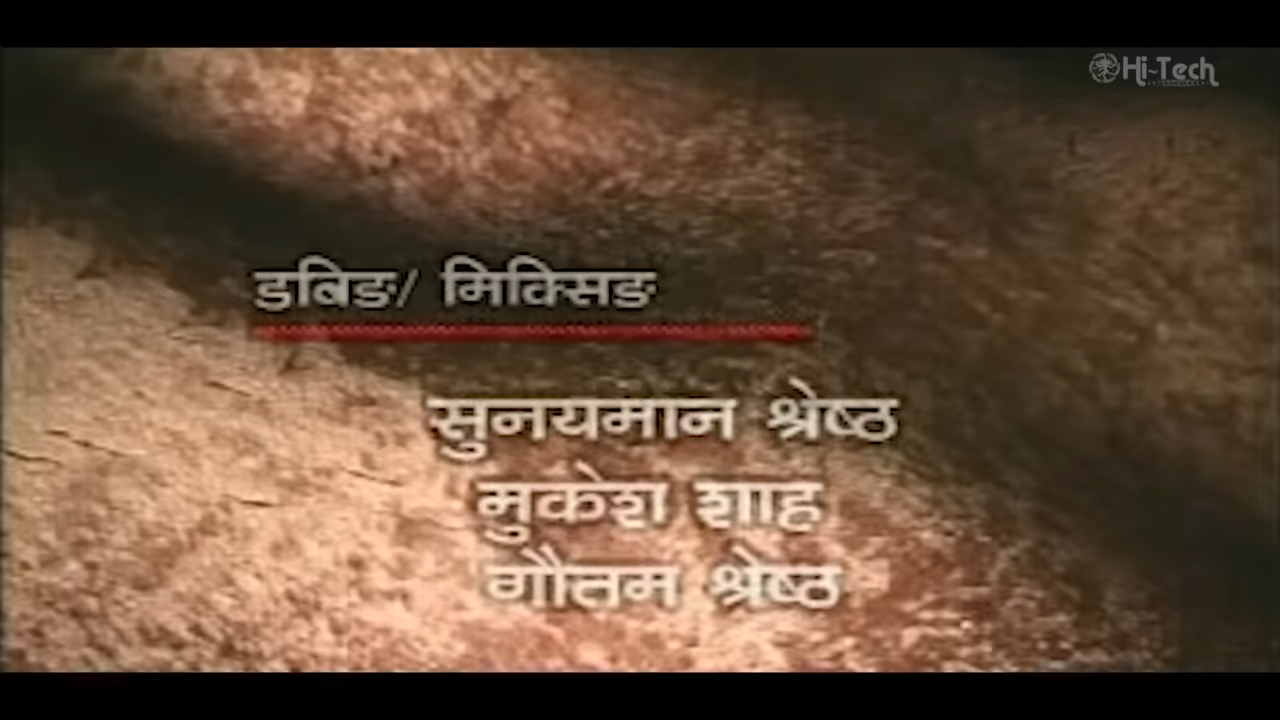 Hi-Tech
डबिङ/ मिक्सिङ
सुनयमान श्रेष्ठ
मुकेश शाह
गौतम श्रेष्ठ